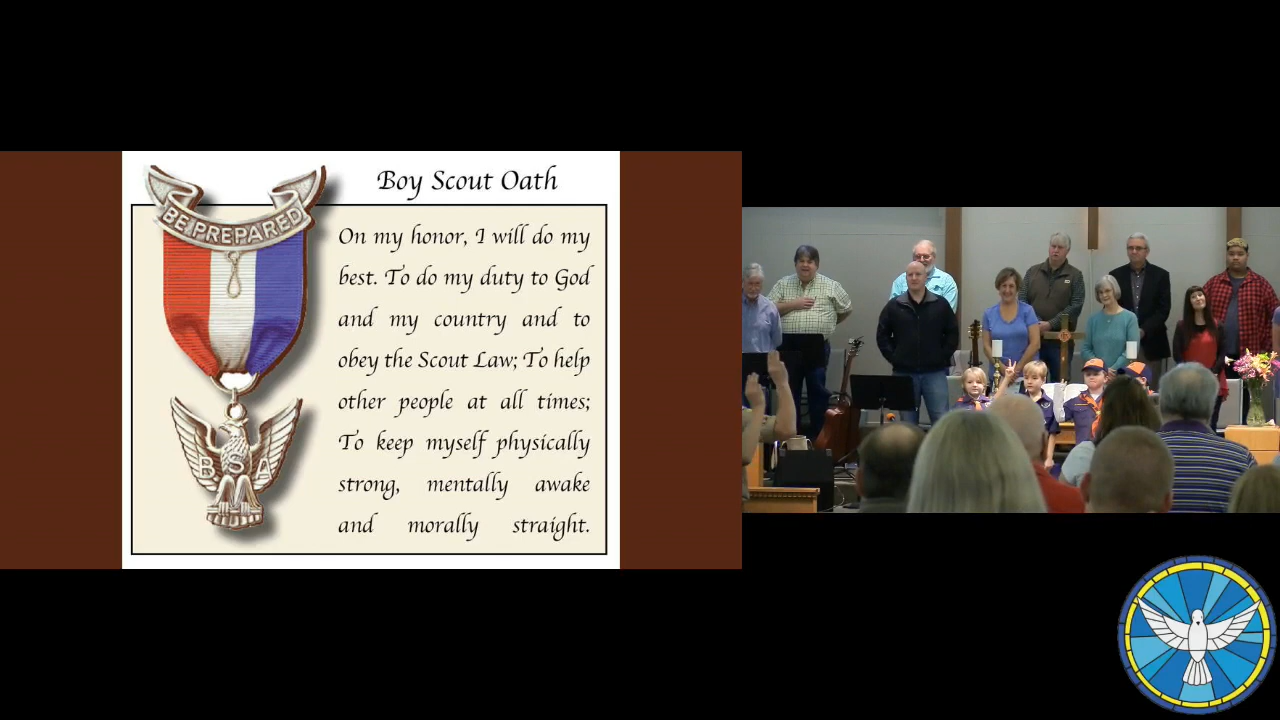 Boy Scout Oath
BE PREPARED
On my honor, I will do my
best. To do my duty to God
and my country and to
obey the Scout Law; To help
other people at all times;
To keep myself physically
strong, mentally awake
and morally straight.
BSA